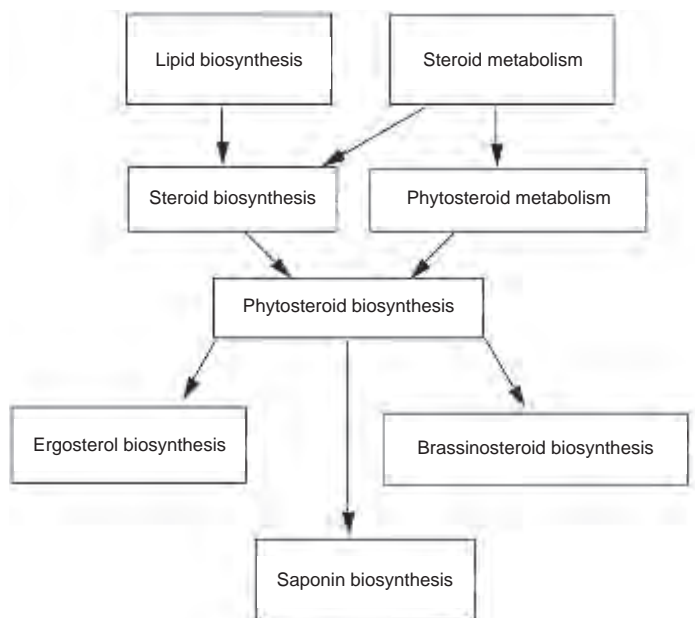 Lipid biosynthesis
Steroid metabolism
Steroid biosynthesis
Phytosteroid metabolism
Phytosteroid biosynthesis
Ergosterol biosynthesis
Brassinosteroid biosynthesis
Saponin biosynthesis